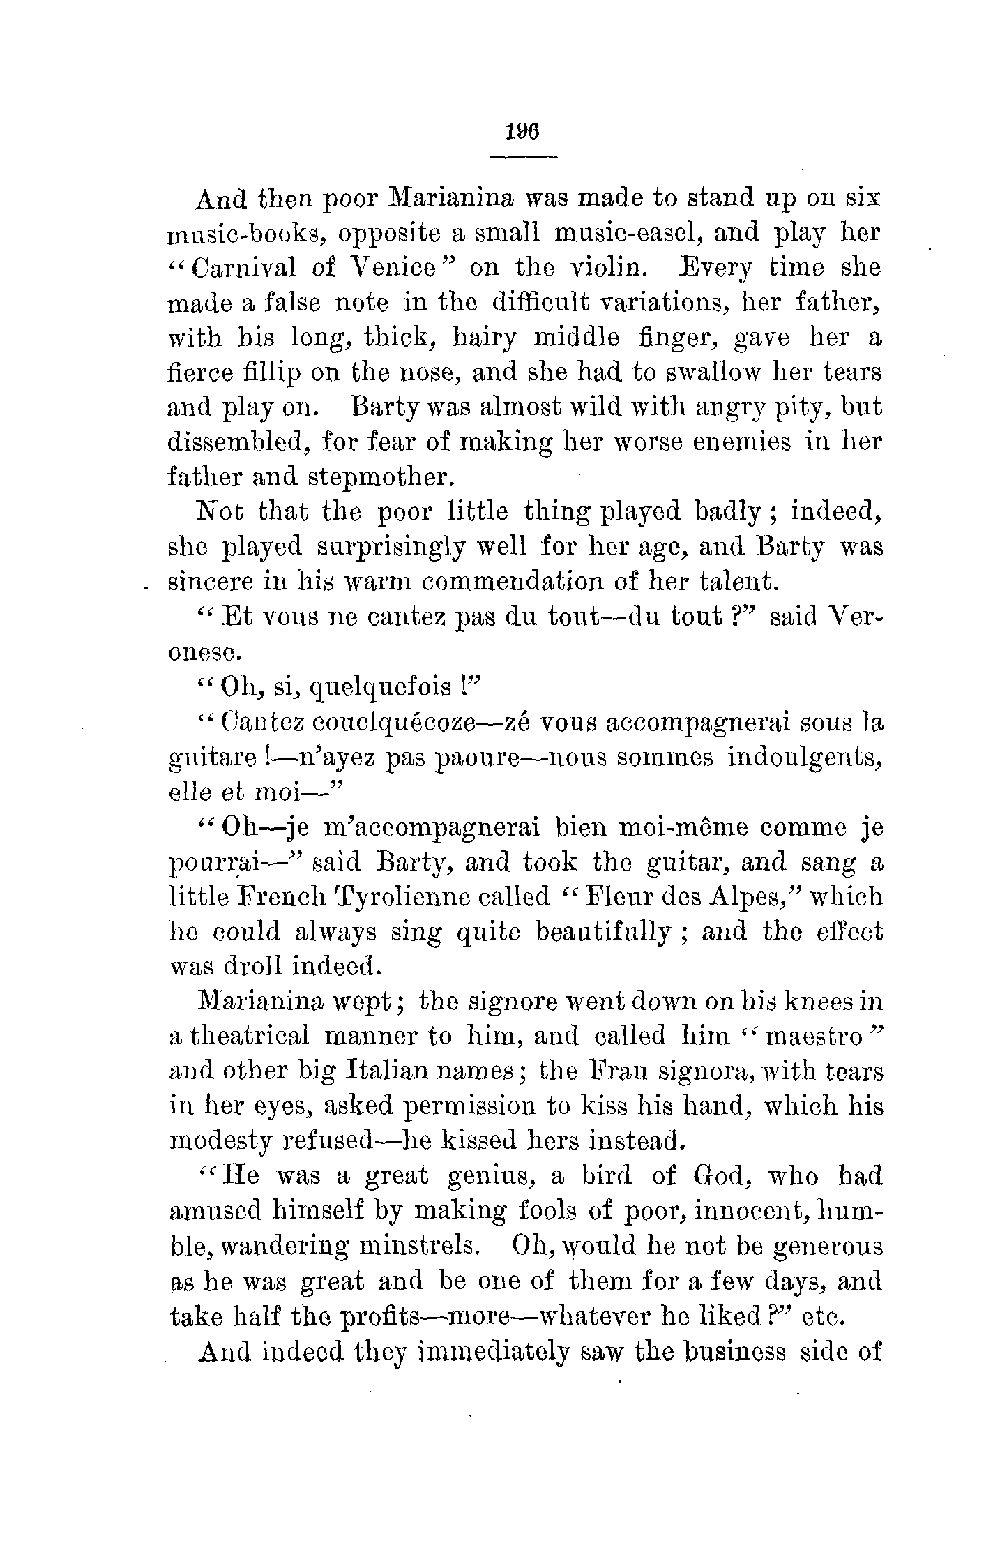 196
And then poor Marianina was made to stand up on six
music-books, opposite a small music-easel, and play her
“Carnival of Venice” on the violin. Every time she
made a false note in the difficult variations, her father,
with his long, thick, hairy middle finger, gave her a
fierce fillip on the nose, and she had to swallow her tears
and play on. Barty was almost wild with angry pity, but
dissembled, for fear of making her worse enemies in her
father and stepmother.
Not that the poor little thing played badly; indeed,
she played surprisingly well for her age, and Barty was
sincere in his warm commendation of her talent.
“Et vous ne cantez pas du tout—du tout?” said Ver-
onese.
“Oh, si, quelquefois!”
“Cantez couelquécoze—zé vous accompagnerai sous la
guitare!—n’ayez pas paoure—nous sommes indoulgents,
elle et moi—”
“Oh—je m’accompagnerai bien moi-même comme je
pourrai—” said Barty, and took the guitar, and sang a
little French Tyrolienne called “Fleur des Alpes,” which
he could always sing quite beautifully; and the effect
was droll indeed.
Marianina wept; the signore went down on his knees in
a theatrical manner to him, and called him “maestro”
and other big Italian names; the Frau signora, with tears
in her eyes, asked permission to kiss his hand, which his
modesty refused—he kissed hers instead.
“He was a great genius, a bird of God, who had
amused himself by making fools of poor, innocent, hum-
ble, wandering minstrels. Oh, would he not be generous
as he was great and be one of them for a few days, and
take half the profits—more—whatever he liked?” etc.
And indeed they immediately saw the business side of